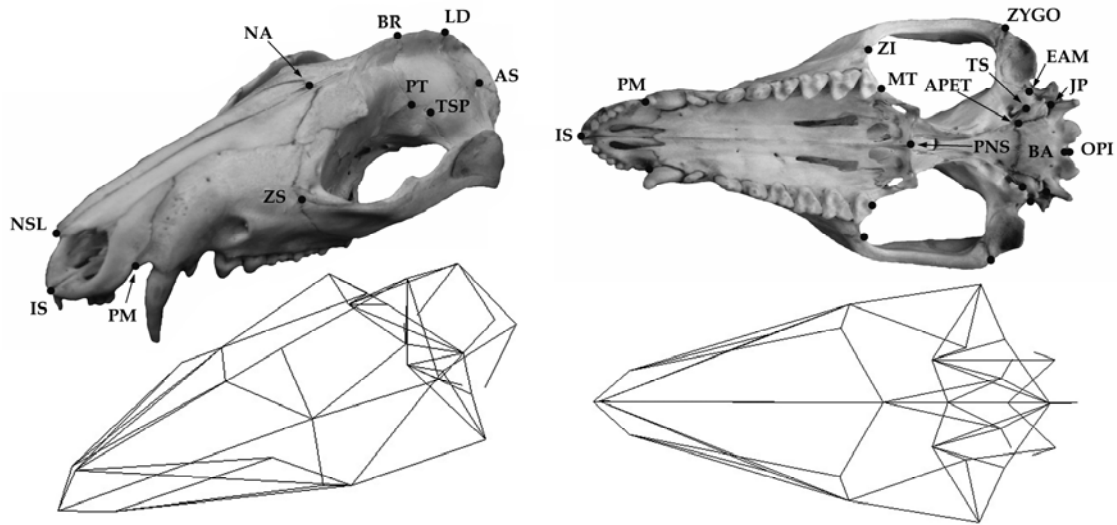 BR LD
NA
AS
PT
TSP
ZS
NSL
IS
PM
ZYGO
ZI
EAM
TS
PM
MT
APET
JP
IS
PNS
BA
OPI